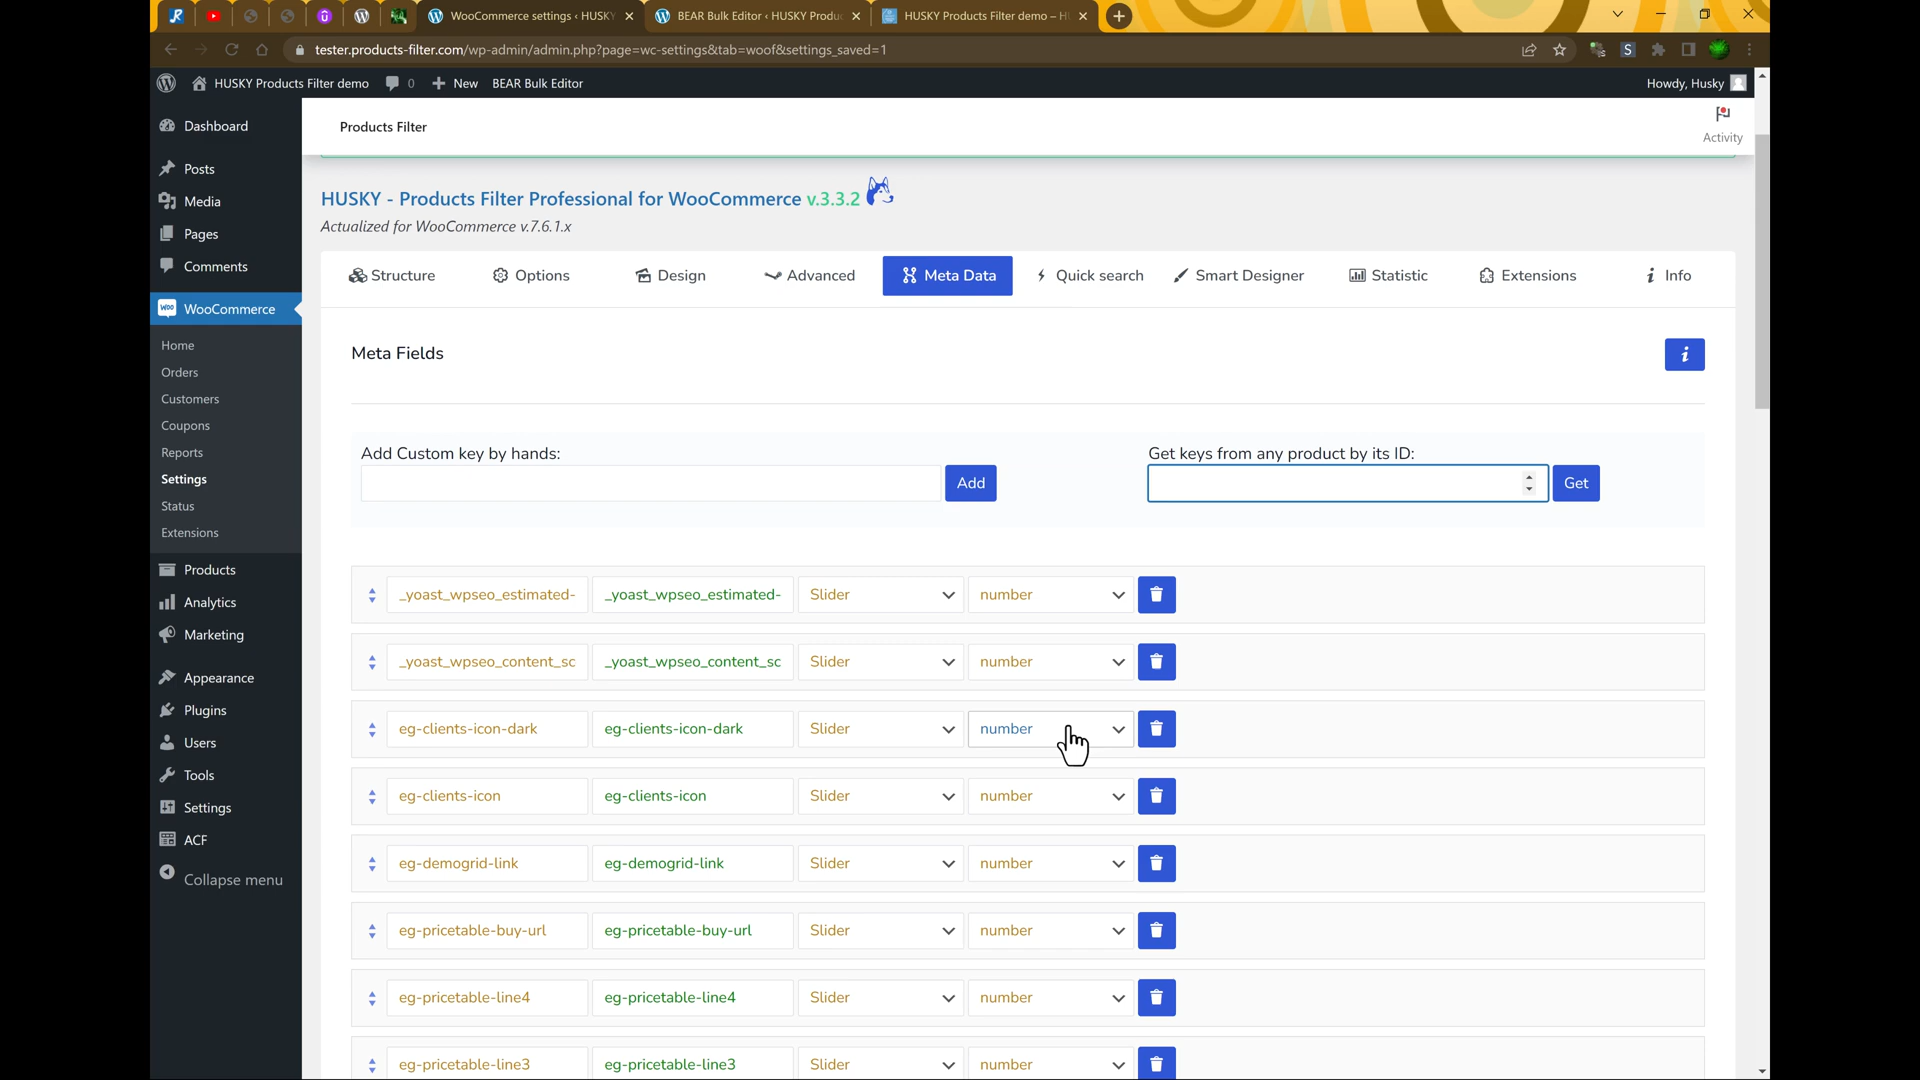 WooCommerce settings ‹ HUSKY
BEAR Bulk Editor ‹ HUSKY Produc
HUSKY Products Filter demo – H
tester.products-filter.com/wp-admin/admin.php?page=wc-settings&tab=woof&settings_saved=1
HUSKY Products Filter demo
0
New
BEAR Bulk Editor
Howdy, Husky
Dashboard
Posts
Media
Pages
Comments
WooCommerce
Home
Orders
Customers
Coupons
Reports
Settings
Status
Extensions
Products
Analytics
Marketing
Appearance
Plugins
Users
Tools
Settings
ACF
Collapse menu
Products Filter
Activity
HUSKY - Products Filter Professional for WooCommerce v.3.3.2
Actualized for WooCommerce v.7.6.1.x
Structure
Options
Design
Advanced
Meta Data
Quick search
Smart Designer
Statistic
Extensions
Info
Meta Fields
Add Custom key by hands:
Add
Get keys from any product by its ID:
Get
_yoast_wpseo_estimated- _yoast_wpseo_estimated- Slider number
_yoast_wpseo_content_sc _yoast_wpseo_content_sc Slider number
eg-clients-icon-dark eg-clients-icon-dark Slider number
eg-clients-icon eg-clients-icon Slider number
eg-demogrid-link eg-demogrid-link Slider number
eg-pricetable-buy-url eg-pricetable-buy-url Slider number
eg-pricetable-line4 eg-pricetable-line4 Slider number
eg-pricetable-line3 eg-pricetable-line3 Slider number